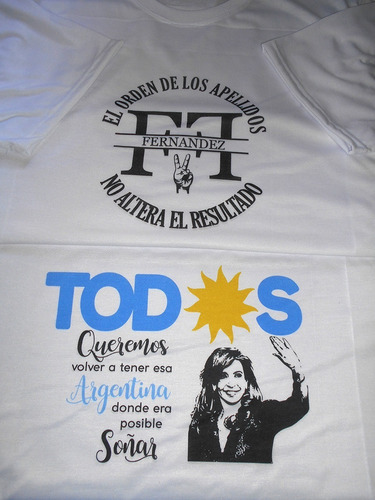 EL ORDEN DE LOS APELLIDOS
FF
FERNANDEZ
NO ALTERA EL RESULTADO
TODOS
Queremos
volver a tener esa
Argentina
donde era
posible
Soñar